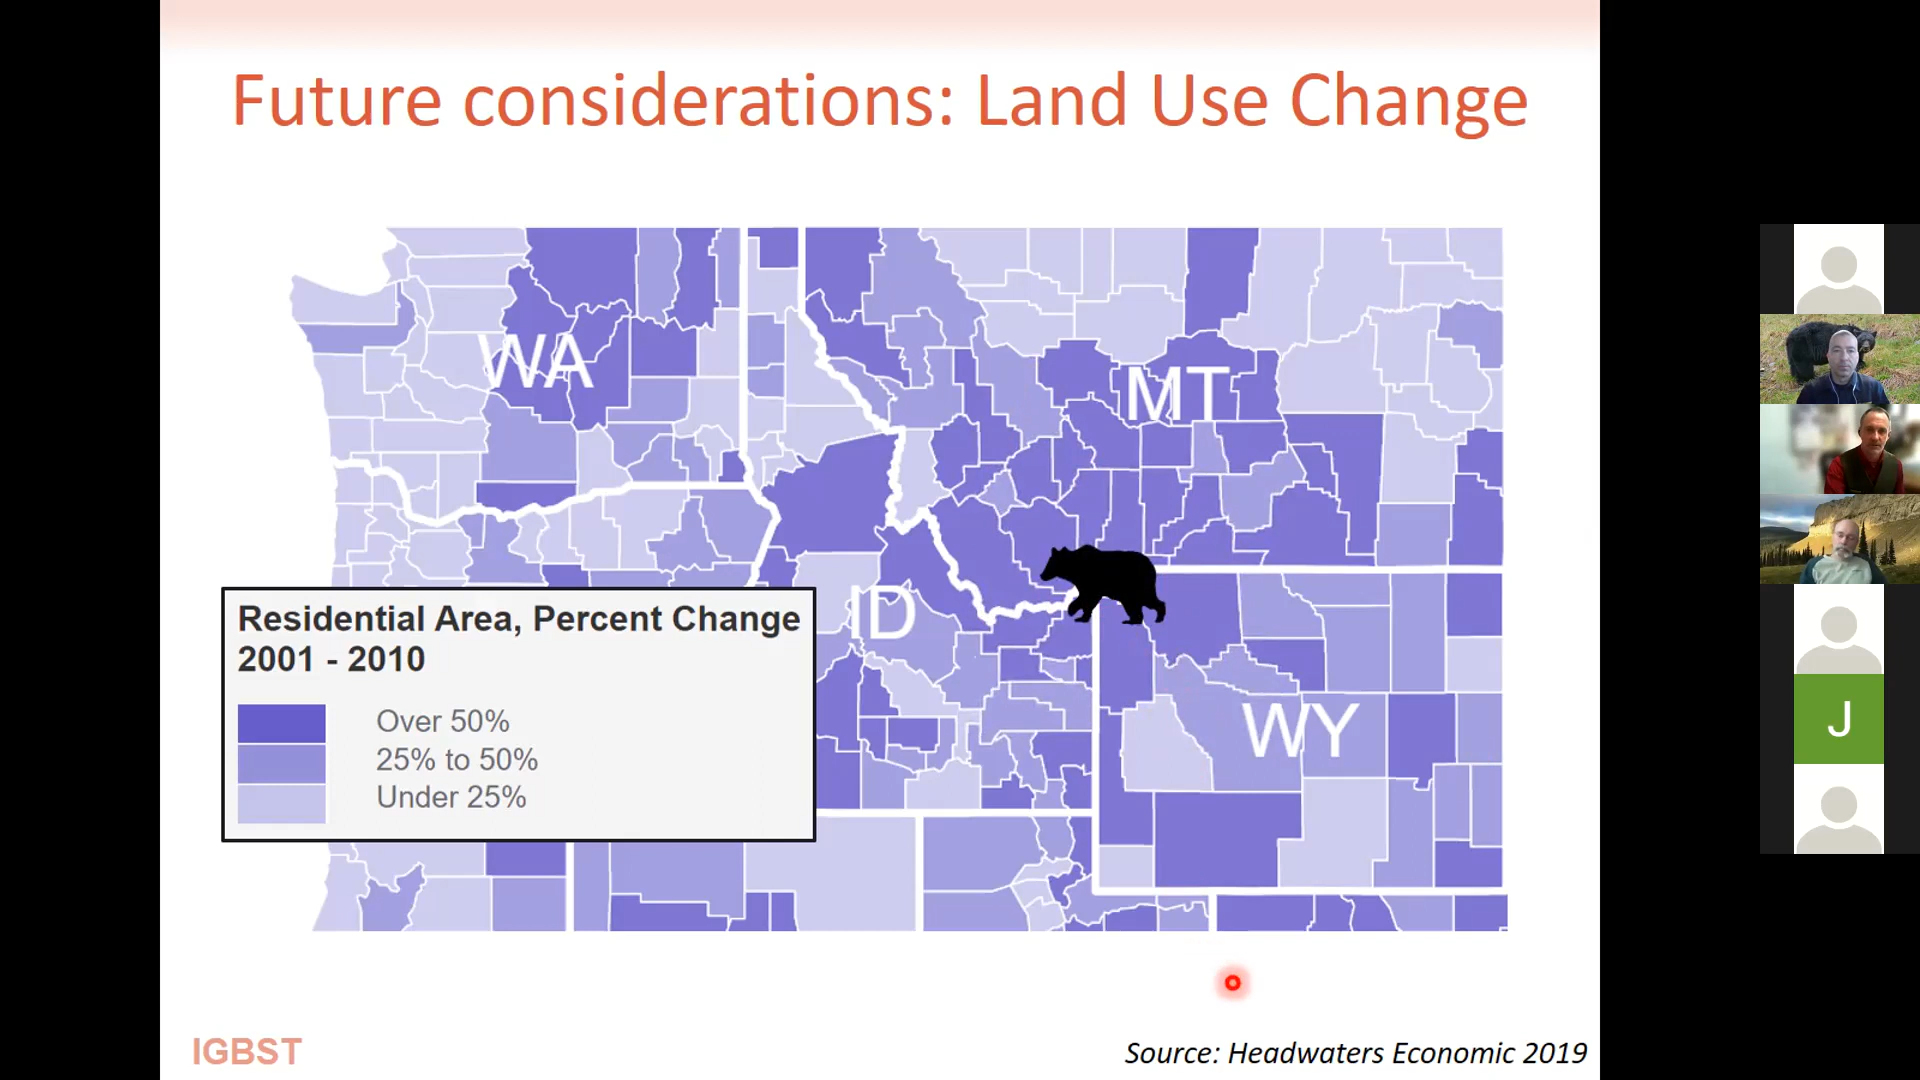 Future considerations: Land Use Change
WA
MT
ID
WY
Residential Area, Percent Change
2001 - 2010
Over 50%
25% to 50%
Under 25%
J
IGBST
Source: Headwaters Economic 2019